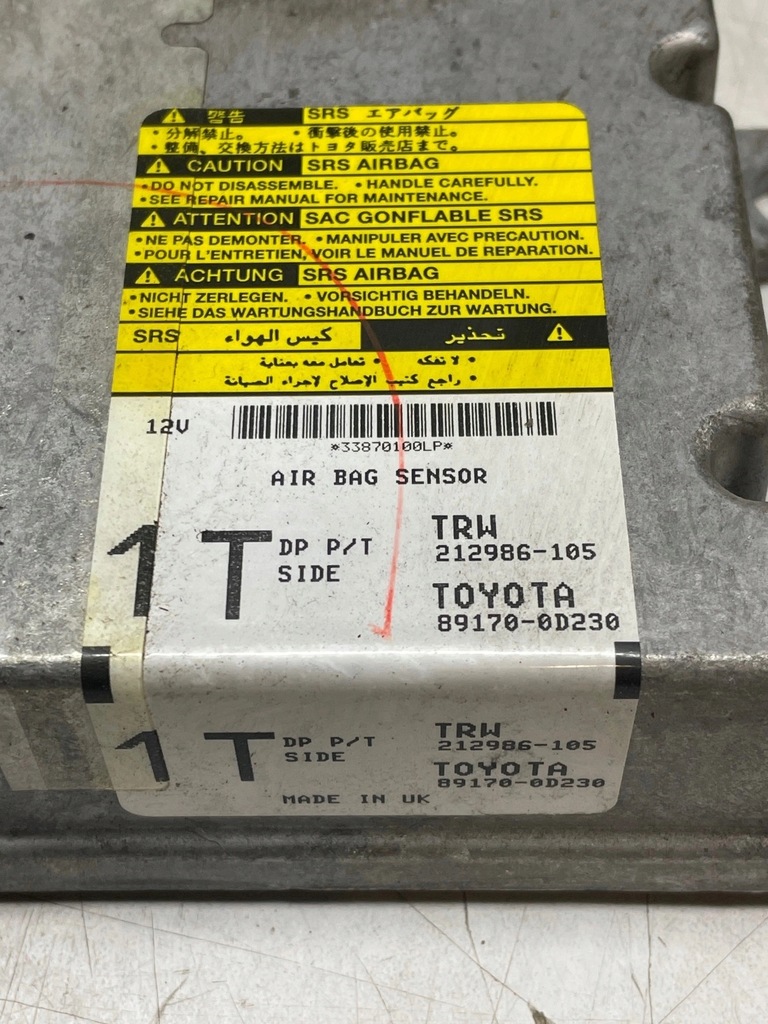 警告 SRS エアバッグ
・分解禁止。 ・衝撃後の使用禁止。
・整備、交換方法はトヨタ販売店まで。
CAUTION SRS AIRBAG
•DO NOT DISASSEMBLE. •HANDLE CAREFULLY.
•SEE REPAIR MANUAL FOR MAINTENANCE.
ATTENTION SAC GONFLABLE SRS
•NE PAS DEMONTER. •MANIPULER AVEC PRECAUTION.
•POUR L'ENTRETIEN, VOIR LE MANUEL DE REPARATION.
ACHTUNG SRS AIRBAG
•NICHT ZERLEGEN. •VORSICHTIG BEHANDELN.
•SIEHE DAS WARTUNGSHANDBUCH ZUR WARTUNG.
تحذير كيس الهواء SRS
• لا تفكه • تعامل معه بعناية
• راجع كتيب الإصلاح لاجراء الصيانة
12V
*33870100LP*
AIR BAG SENSOR
1T DP P/T SIDE
TRW
212986-105
TOYOTA
89170-0D230
1T DP P/T SIDE
TRW
212986-105
TOYOTA
89170-0D230
MADE IN UK